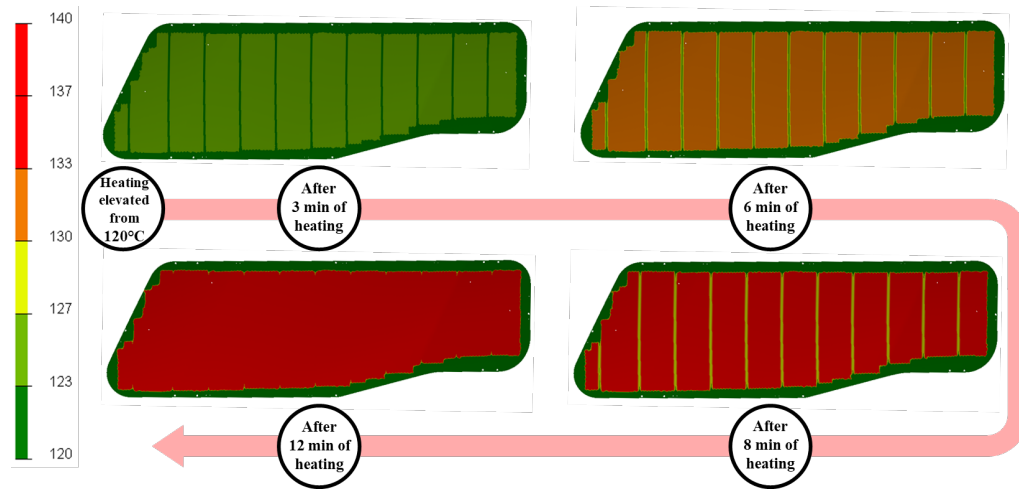 140
137
133
130
127
123
120
Heating
elevated
from
120°C
After
3 min of
heating
After
6 min of
heating
After
12 min of
heating
After
8 min of
heating